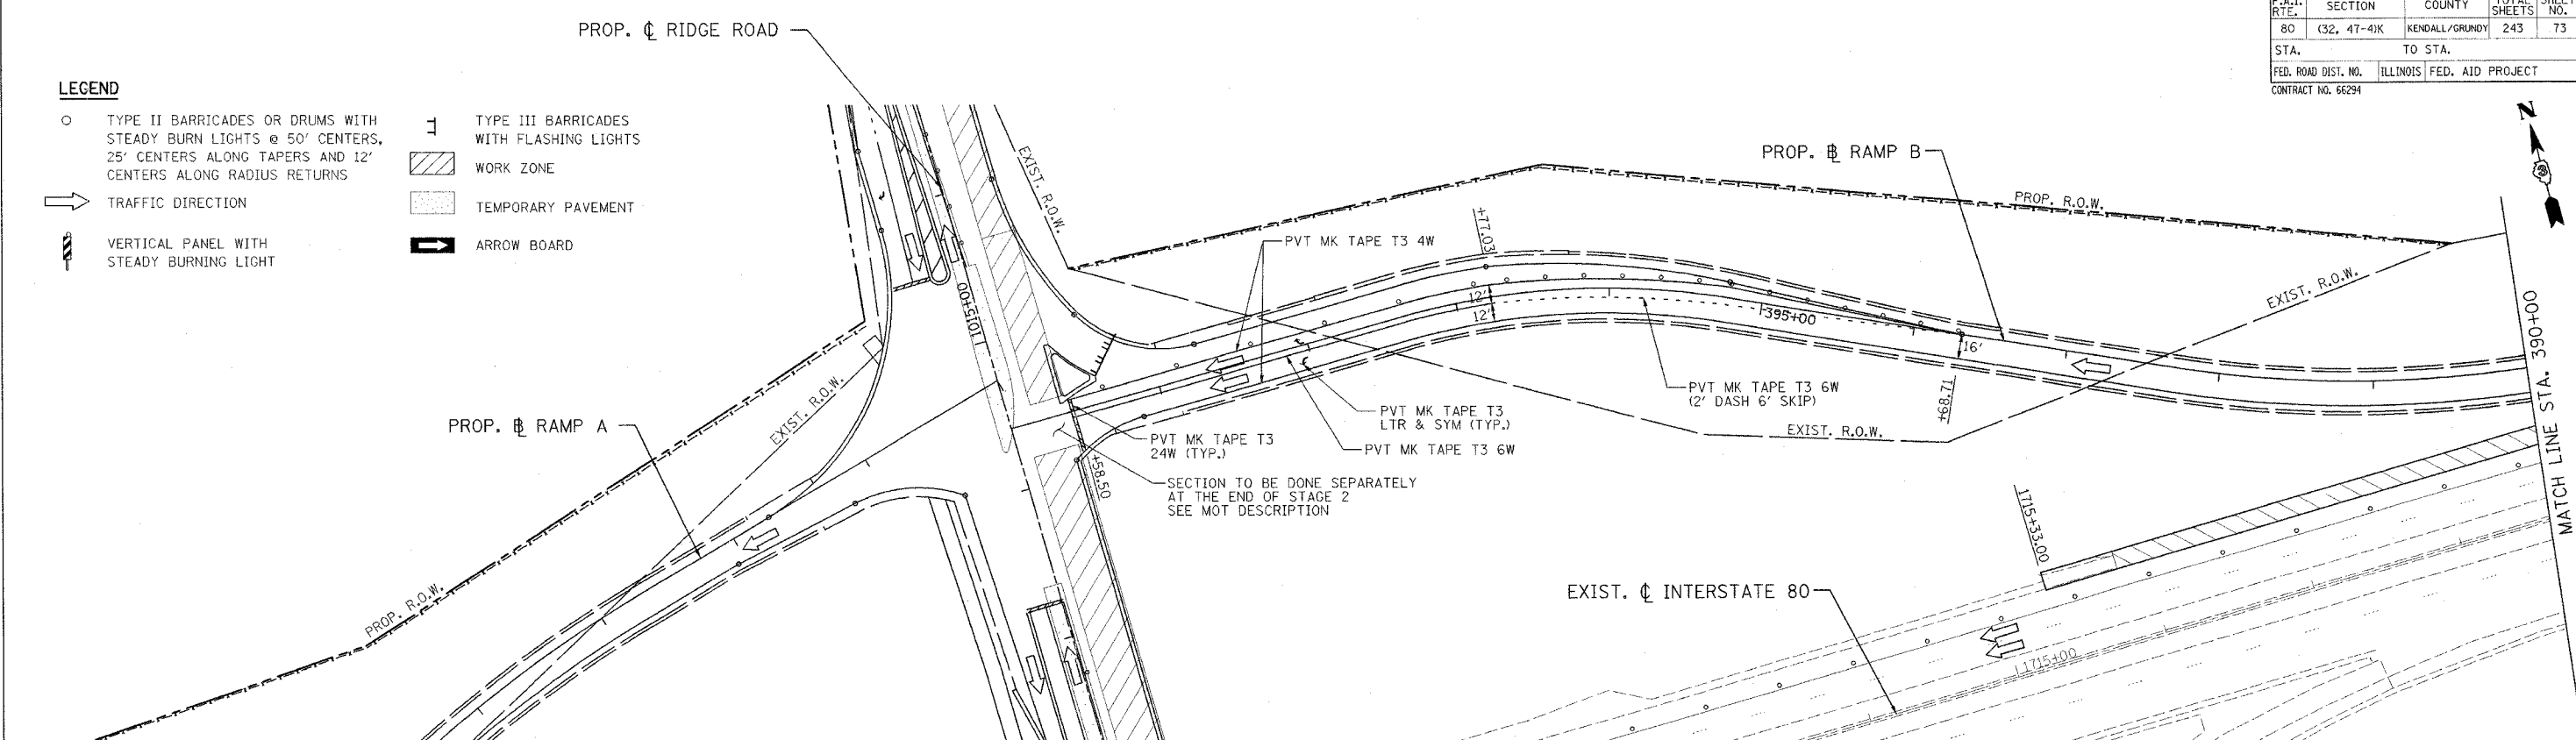 PROP. ℄ RIDGE ROAD
F.A.I. RTE.
SECTION
COUNTY
TOTAL SHEETS
SHEET NO.
80
(32, 47-4)K
KENDALL/GRUNDY
243
73
STA.
TO STA.
FED. ROAD DIST. NO.
ILLINOIS
FED. AID PROJECT
CONTRACT NO. 66294
LEGEND
TYPE II BARRICADES OR DRUMS WITH
STEADY BURN LIGHTS @ 50' CENTERS,
25' CENTERS ALONG TAPERS AND 12'
CENTERS ALONG RADIUS RETURNS
TRAFFIC DIRECTION
VERTICAL PANEL WITH
STEADY BURNING LIGHT
TYPE III BARRICADES
WITH FLASHING LIGHTS
WORK ZONE
TEMPORARY PAVEMENT
ARROW BOARD
EXIST. R.O.W.
PROP. B RAMP B
N
PROP. R.O.W.
+77.03
PVT MK TAPE T3 4W
EXIST. R.O.W.
1015+00
12'
12'
395+00
16'
390+00
MATCH LINE STA.
PVT MK TAPE T3 6W
(2' DASH 6' SKIP)
+68.71
PVT MK TAPE T3
LTR & SYM (TYP.)
EXIST. R.O.W.
PROP. B RAMP A
EXIST. R.O.W.
PVT MK TAPE T3
24W (TYP.)
PVT MK TAPE T3 6W
+58.50
SECTION TO BE DONE SEPARATELY
AT THE END OF STAGE 2
SEE MOT DESCRIPTION
1715+33.00
EXIST. ℄ INTERSTATE 80
PROP. R.O.W.
1715+00